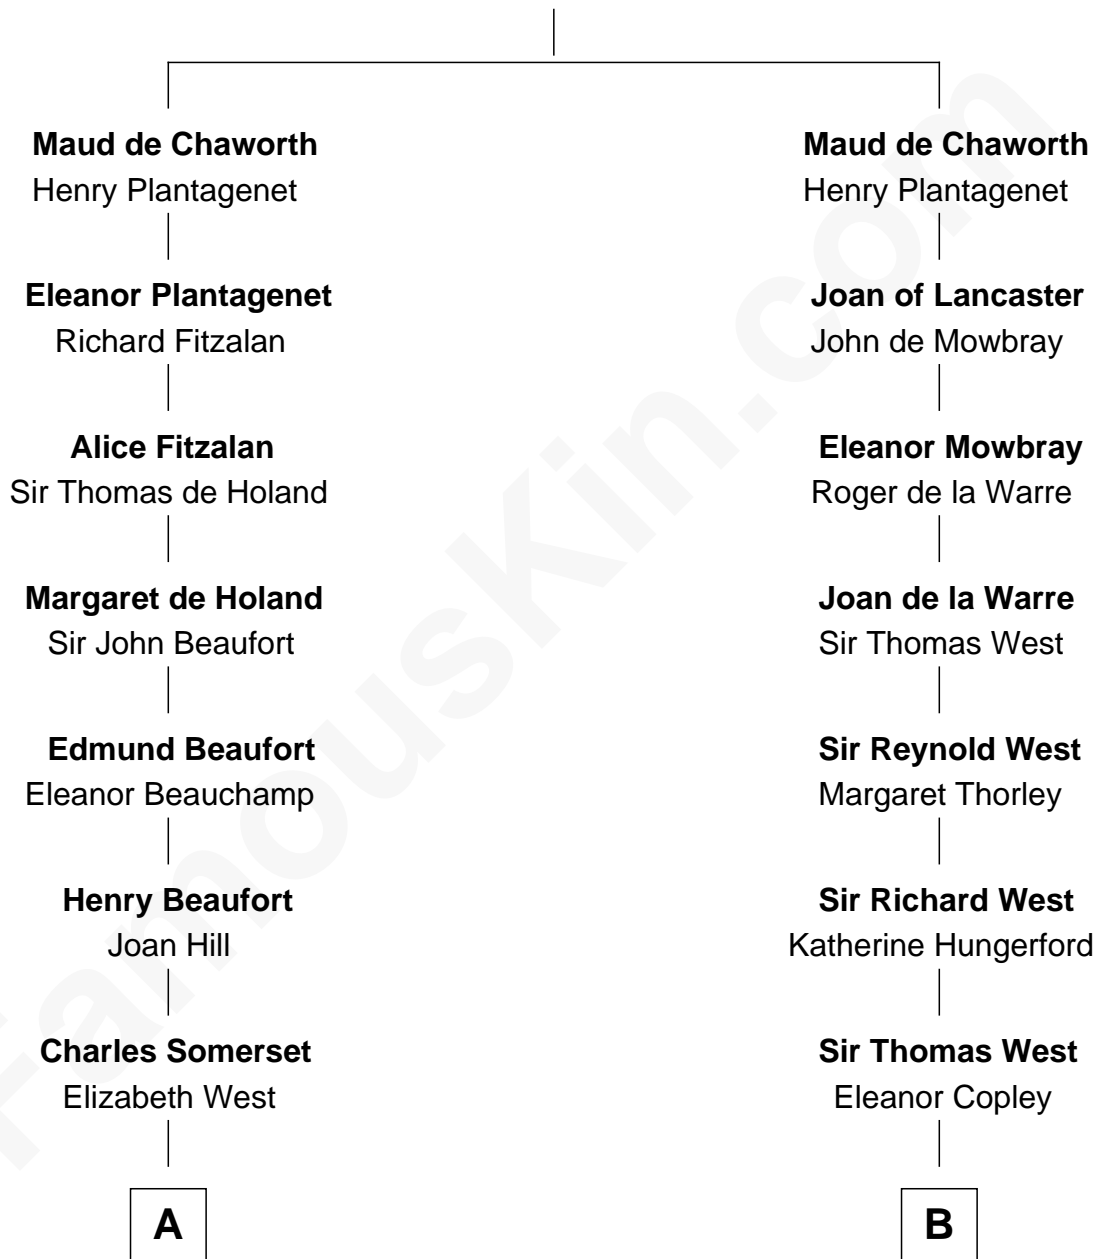 Maud de Chaworth
Henry Plantagenet
Eleanor Plantagenet
Richard Fitzalan
Alice Fitzalan
Sir Thomas de Holand
Margaret de Holand
Sir John Beaufort
Edmund Beaufort
Eleanor Beauchamp
Henry Beaufort
Joan Hill
Charles Somerset
Elizabeth West
A
Maud de Chaworth
Henry Plantagenet
Joan of Lancaster
John de Mowbray
Eleanor Mowbray
Roger de la Warre
Joan de la Warre
Sir Thomas West
Sir Reynold West
Margaret Thorley
Sir Richard West
Katherine Hungerford
Sir Thomas West
Eleanor Copley
B
FamousKin.com